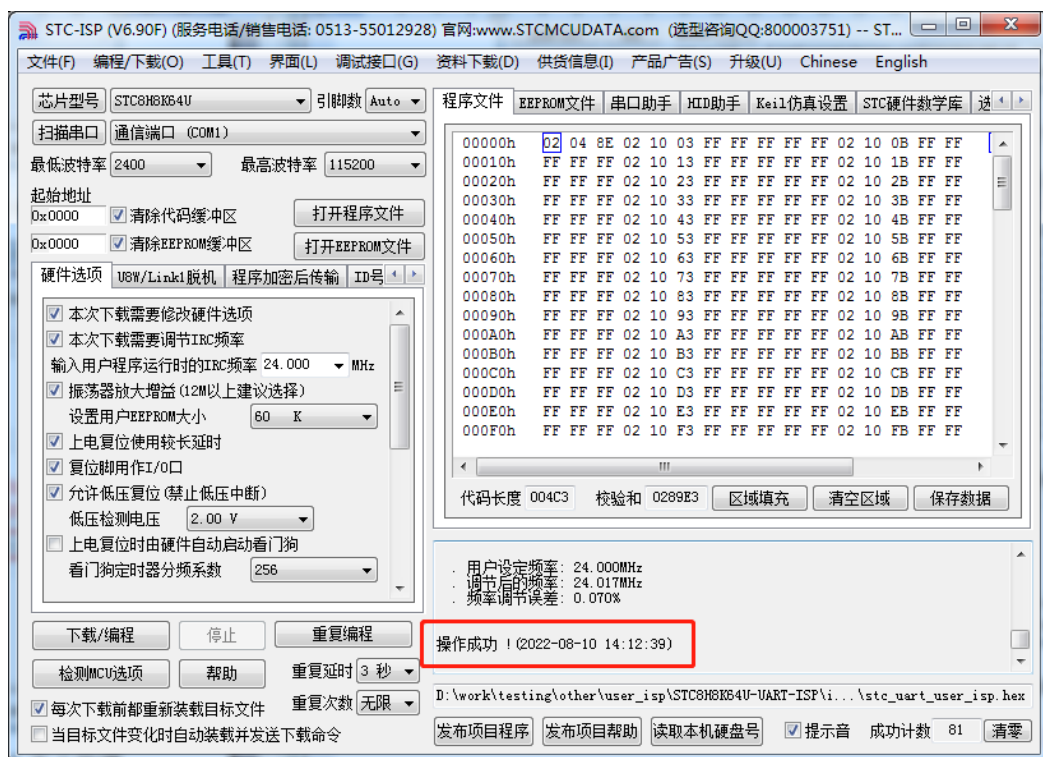 STC-ISP (V6.90F) (服务电话/销售电话: 0513-55012928) 官网:www.STCMCUDATA.com (选型咨询QQ:800003751) -- ST...
文件(F) 编程/下载(O) 工具(T) 界面(L) 调试接口(G) 资料下载(D) 供货信息(I) 产品广告(S) 升级(U) Chinese English
芯片型号 STC8H8K64U 引脚数 Auto
扫描串口 通信端口 (COM1)
最低波特率 2400 最高波特率 115200
起始地址
0x0000 清除代码缓冲区 打开程序文件
0x0000 清除EEPROM缓冲区 打开EEPROM文件
硬件选项 U8W/Link1脱机 程序加密后传输 ID号
本次下载需要修改硬件选项
本次下载需要调节IRC频率
输入用户程序运行时的IRC频率 24.000 MHz
振荡器放大增益(12M以上建议选择)
设置用户EEPROM大小 60 K
上电复位使用较长延时
复位脚用作I/O口
允许低压复位(禁止低压中断)
低压检测电压 2.00 V
上电复位时由硬件自动启动看门狗
看门狗定时器分频系数 256
下载/编程 停止 重复编程
检测MCU选项 帮助 重复延时 3 秒
每次下载前都重新装载目标文件 重复次数 无限
当目标文件变化时自动装载并发送下载命令
程序文件 EEPROM文件 串口助手 HID助手 Keil仿真设置 STC硬件数学库 选
00000h 02 04 8E 02 10 03 FF FF FF FF FF 02 10 0B FF FF [
00010h FF FF FF 02 10 13 FF FF FF FF FF 02 10 1B FF FF
00020h FF FF FF 02 10 23 FF FF FF FF FF 02 10 2B FF FF
00030h FF FF FF 02 10 33 FF FF FF FF FF 02 10 3B FF FF
00040h FF FF FF 02 10 43 FF FF FF FF FF 02 10 4B FF FF
00050h FF FF FF 02 10 53 FF FF FF FF FF 02 10 5B FF FF
00060h FF FF FF 02 10 63 FF FF FF FF FF 02 10 6B FF FF
00070h FF FF FF 02 10 73 FF FF FF FF FF 02 10 7B FF FF
00080h FF FF FF 02 10 83 FF FF FF FF FF 02 10 8B FF FF
00090h FF FF FF 02 10 93 FF FF FF FF FF 02 10 9B FF FF
000A0h FF FF FF 02 10 A3 FF FF FF FF FF 02 10 AB FF FF
000B0h FF FF FF 02 10 B3 FF FF FF FF FF 02 10 BB FF FF
000C0h FF FF FF 02 10 C3 FF FF FF FF FF 02 10 CB FF FF
000D0h FF FF FF 02 10 D3 FF FF FF FF FF 02 10 DB FF FF
000E0h FF FF FF 02 10 E3 FF FF FF FF FF 02 10 EB FF FF
000F0h FF FF FF 02 10 F3 FF FF FF FF FF 02 10 FB FF FF
代码长度 004C3 校验和 0289E3 区域填充 清空区域 保存数据
. 用户设定频率: 24.000MHz
. 调节后的频率: 24.017MHz
. 频率调节误差: 0.070%
操作成功 !(2022-08-10 14:12:39)
D:\work\testing\other\user_isp\STC8H8K64U-UART-ISP\i...\stc_uart_user_isp.hex
发布项目程序 发布项目帮助 读取本机硬盘号 提示音 成功计数 81 清零